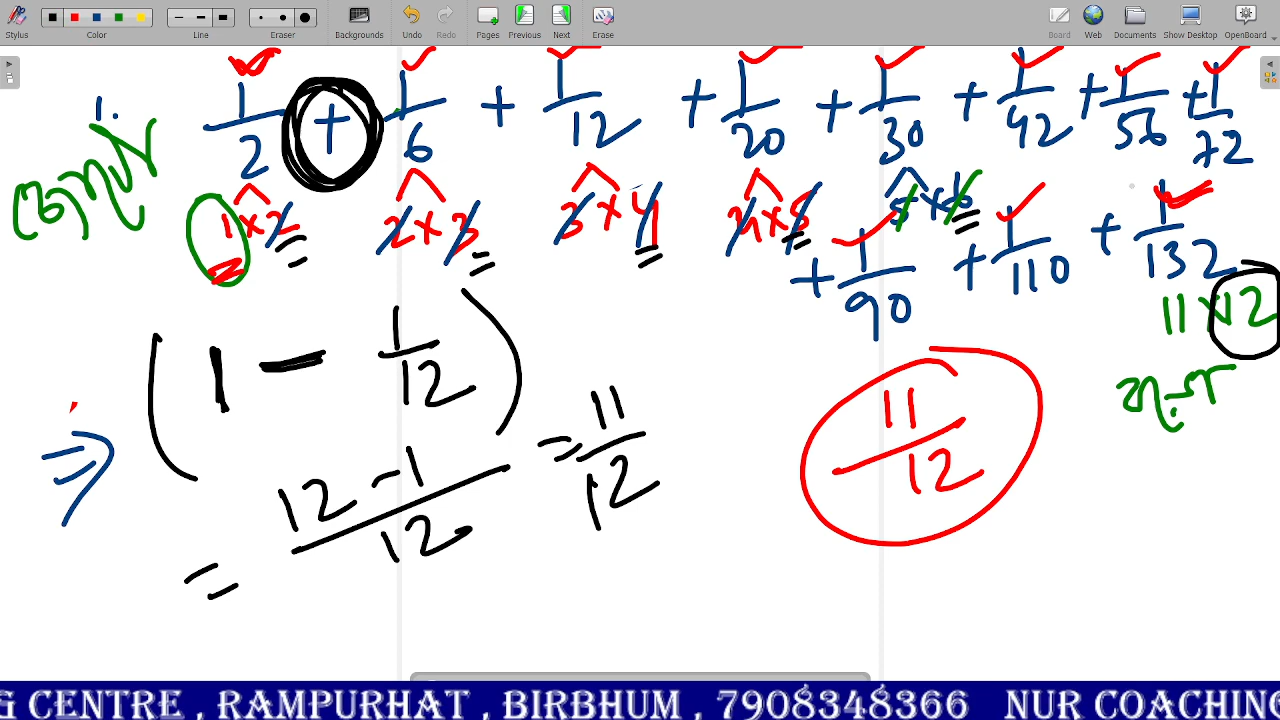 Stylus Color Line Eraser Backgrounds Undo Redo Pages Previous Next Erase Board Web Documents Show Desktop OpenBoard
1. 1/2 + 1/6 + 1/12 + 1/20 + 1/30 + 1/42 + 1/56 + 1/72
1×2 2×3 3×4 4×5 5×6
+ 1/90 + 1/110 + 1/132
11×12
⇒ (1 - 1/12)
= 12-1/12 = 11/12
11/12
G CENTRE , RAMPURHAT , BIRBHUM , 7908348366 NUR COACHING